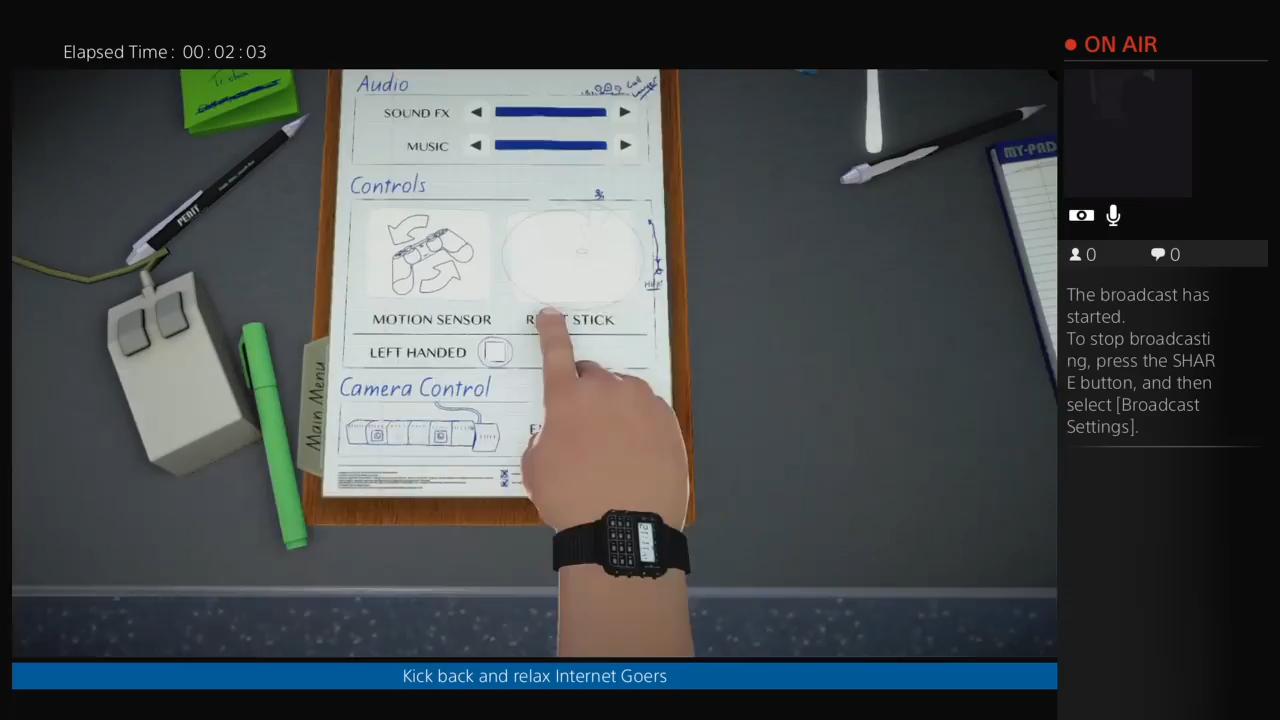 Elapsed Time: 00:02:03
ON AIR
Audio
SOUND FX
MUSIC
Controls
MOTION SENSOR
STICK
LEFT HANDED
Camera Control
Main Menu
PENIT
MY-PAD
0
0
The broadcast has
started.
To stop broadcasti
ng, press the SHAR
E button, and then
select [Broadcast
Settings].
Kick back and relax Internet Goers